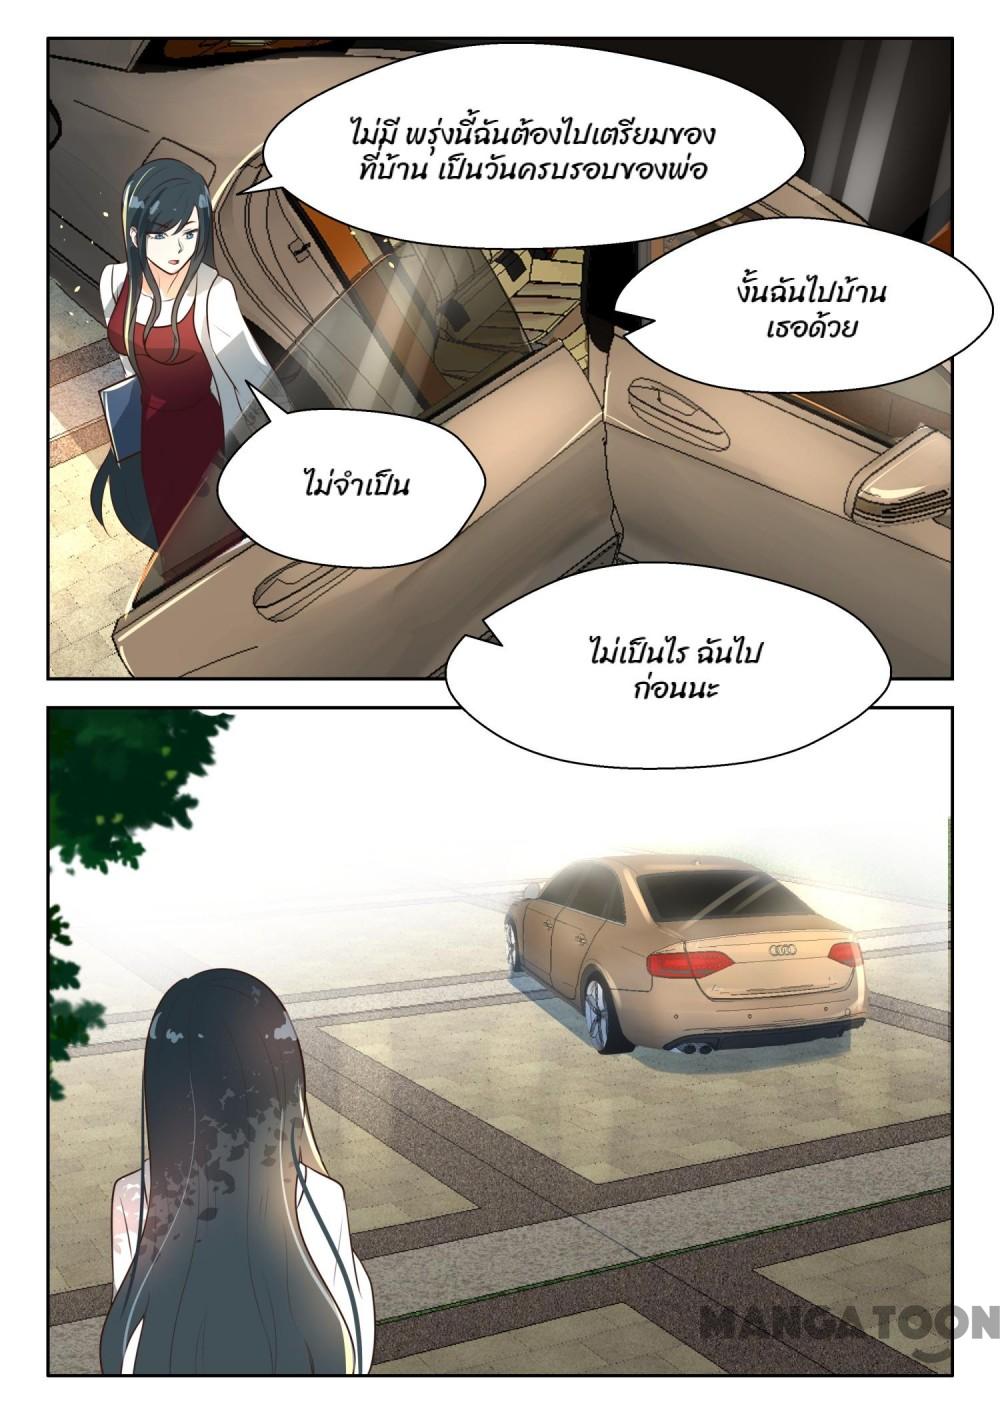 ไม่มี พรุ่งนี้ฉันต้องไปเตรียมของ
ที่บ้าน เป็นวันครบรอบของพ่อ
งั้นฉันไปบ้าน
เธอด้วย
ไม่จำเป็น
ไม่เป็นไร ฉันไป
ก่อนนะ
MANGATOON